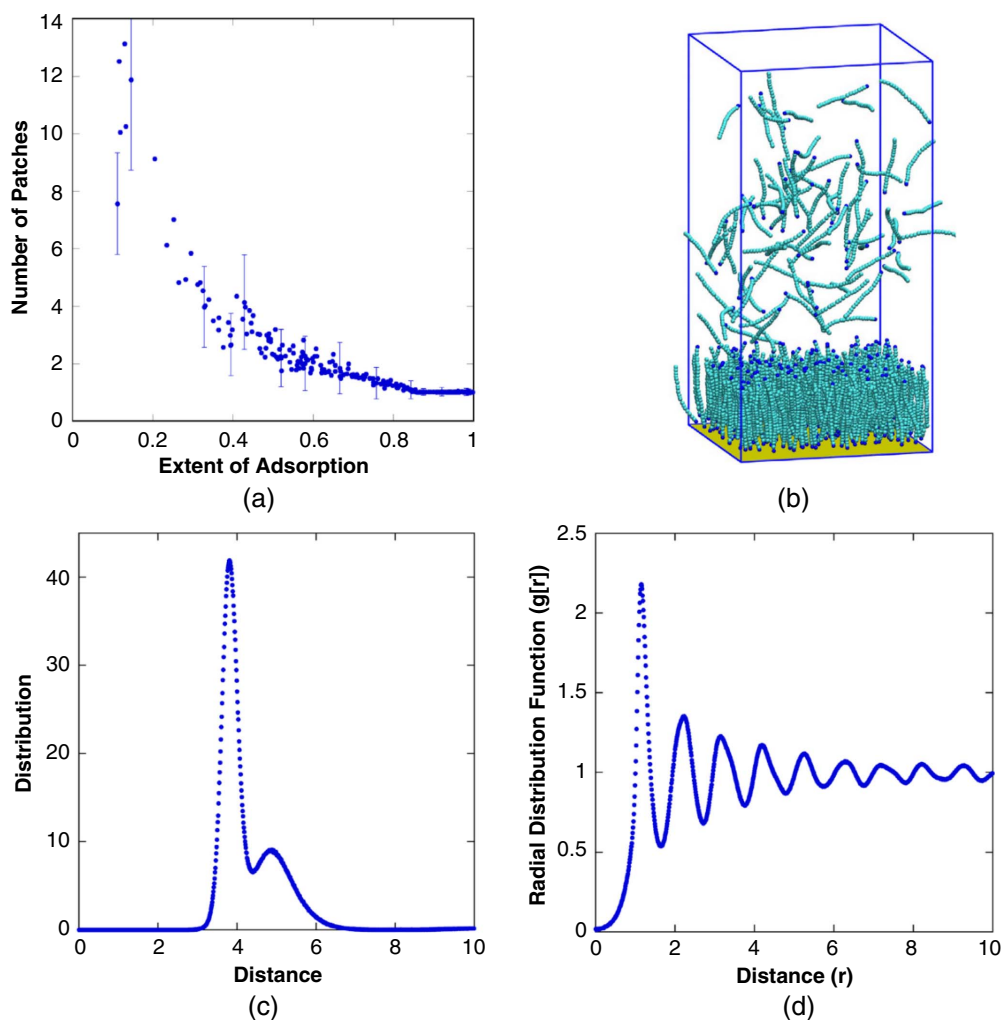 14
12
10
8
6
4
2
0
Number of Patches
0 0.2 0.4 0.6 0.8 1
Extent of Adsorption
(a)
(b)
40
30
20
10
0
Distribution
0 2 4 6 8 10
Distance
(c)
2.5
2
1.5
1
0.5
0
Radial Distribution Function (g[r])
0 2 4 6 8 10
Distance (r)
(d)